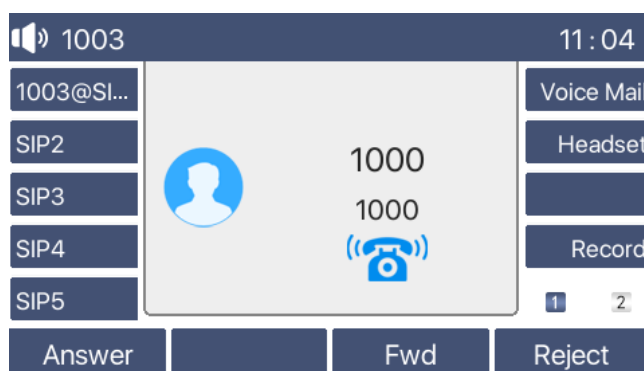 1003 11:04
1003@SI...
SIP2
SIP3
SIP4
SIP5
1000
1000
Voice Mail
Headset
Record
1 2
Answer Fwd Reject